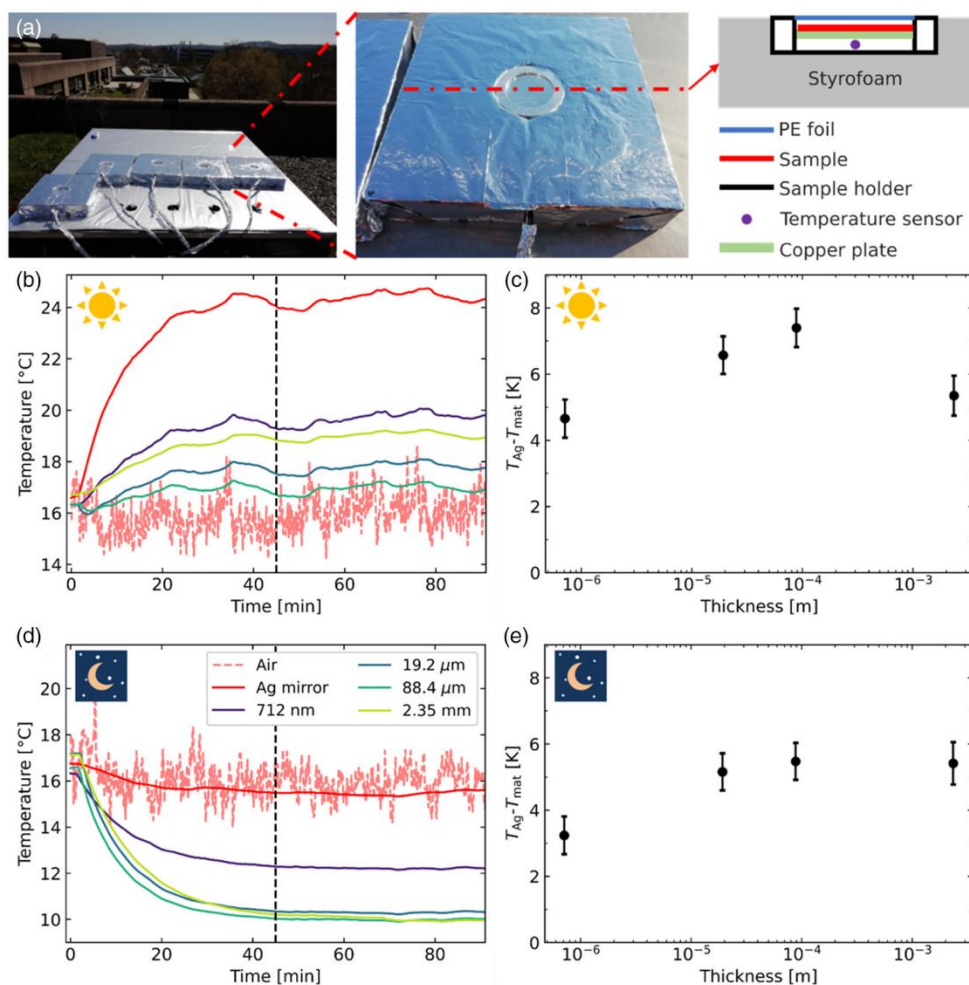 (a)
Styrofoam
PE foil
Sample
Sample holder
Temperature sensor
Copper plate
(b)
Temperature [°C]
24
22
20
18
16
14
0
20
40
60
80
Time [min]
(c)
T_Ag-T_mat [K]
8
6
4
2
0
10⁻⁶
10⁻⁵
10⁻⁴
10⁻³
Thickness [m]
(d)
Temperature [°C]
20
18
16
14
12
10
Air
Ag mirror
712 nm
19.2 μm
88.4 μm
2.35 mm
0
20
40
60
80
Time [min]
(e)
T_Ag-T_mat [K]
8
6
4
2
0
10⁻⁶
10⁻⁵
10⁻⁴
10⁻³
Thickness [m]